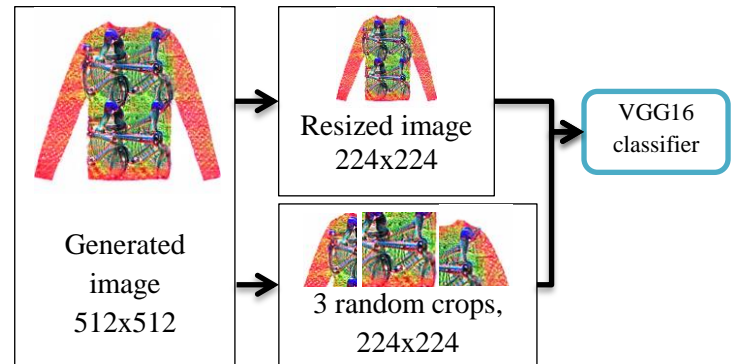 Generated
image
512x512
Resized image
224x224
3 random crops,
224x224
VGG16
classifier